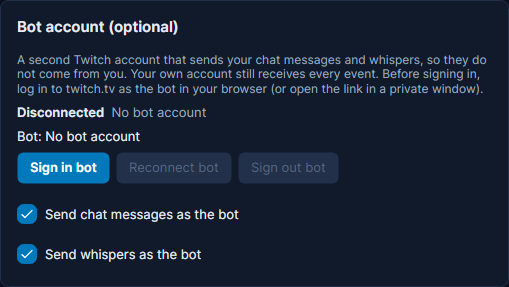 Bot account (optional)
A second Twitch account that sends your chat messages and whispers, so they do
not come from you. Your own account still receives every event. Before signing in,
log in to twitch.tv as the bot in your browser (or open the link in a private window).
Disconnected No bot account
Bot: No bot account
Sign in bot Reconnect bot Sign out bot
Send chat messages as the bot
Send whispers as the bot